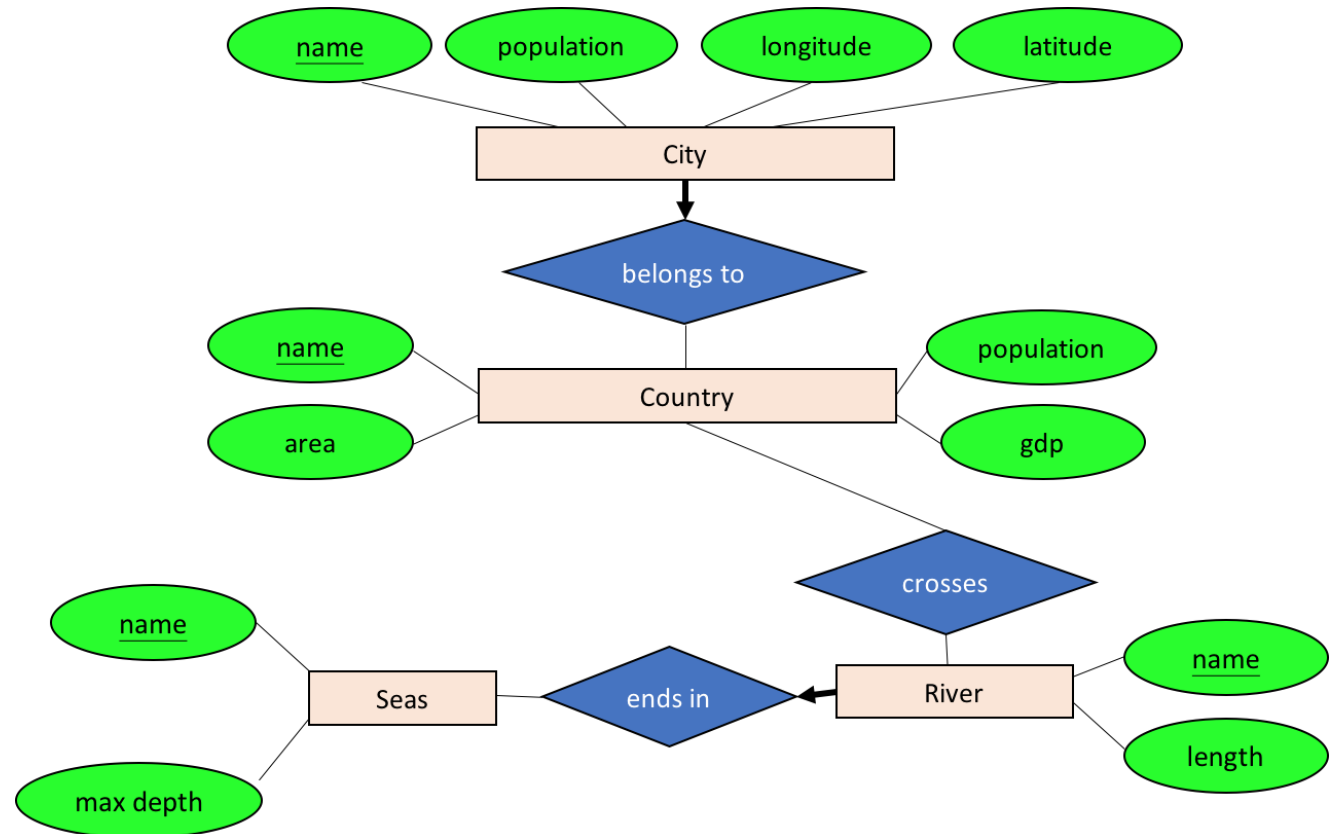 name
population
longitude
latitude
City
belongs to
name
population
Country
area
gdp
crosses
name
name
Seas
ends in
River
length
max depth